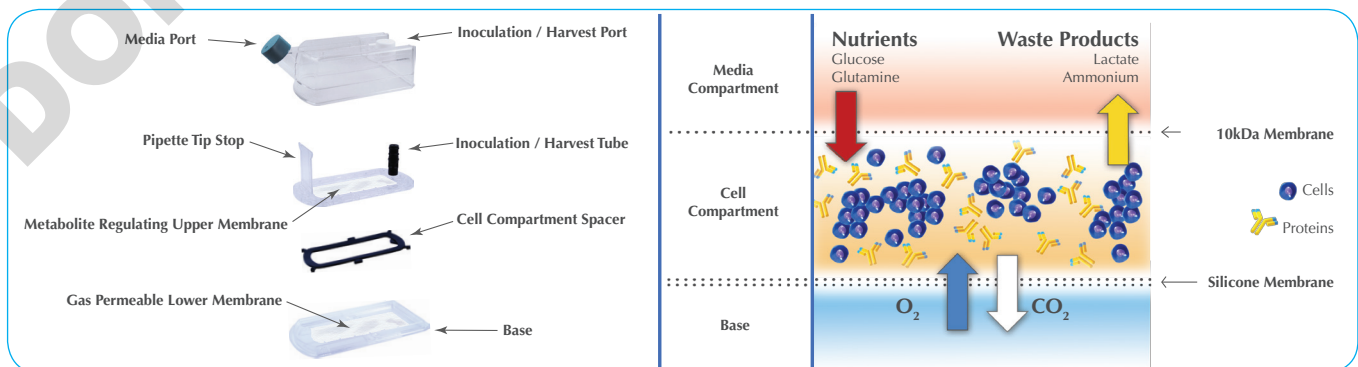 Media Port
Inoculation / Harvest Port
Pipette Tip Stop
Inoculation / Harvest Tube
Metabolite Regulating Upper Membrane
Cell Compartment Spacer
Gas Permeable Lower Membrane
Base
Media
Compartment
Cell
Compartment
Base
Nutrients
Glucose
Glutamine
Waste Products
Lactate
Ammonium
O₂
CO₂
10kDa Membrane
Cells
Proteins
Silicone Membrane